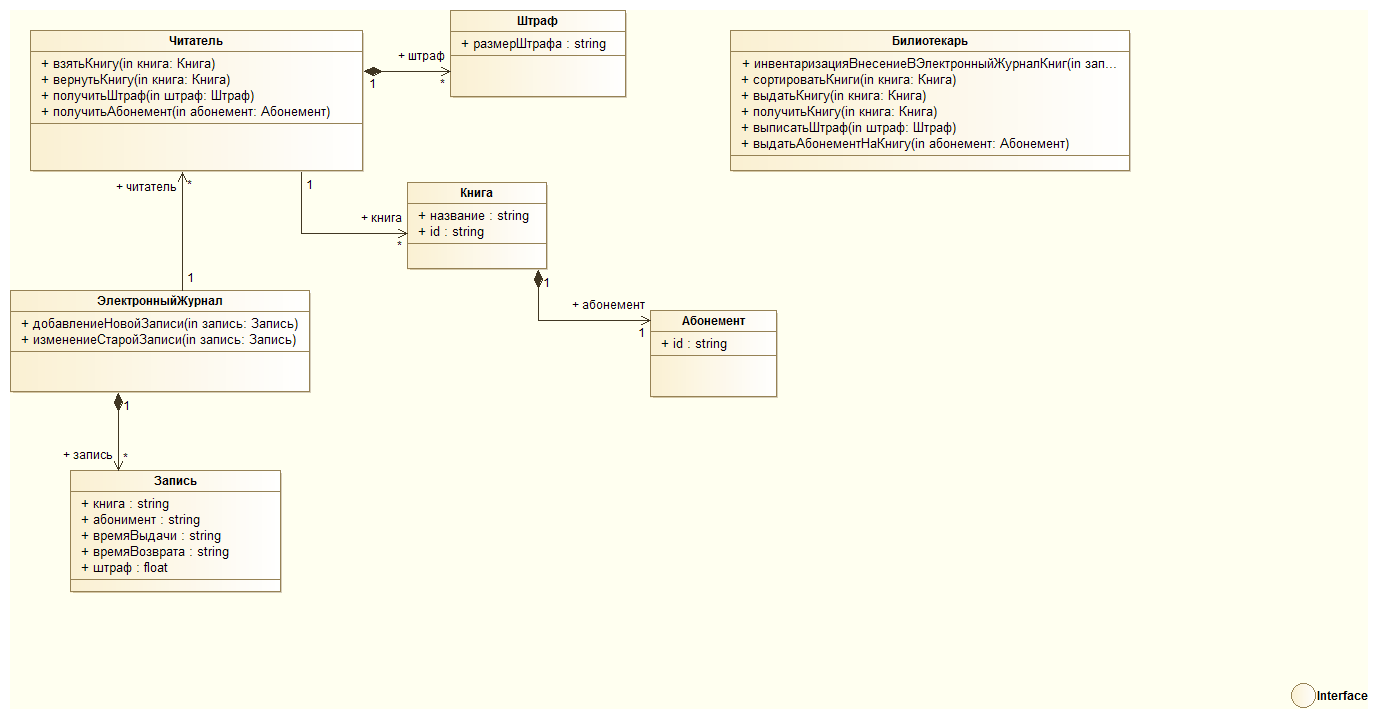 Читатель
+ взятьКнигу(in книга: Книга)
+ вернутьКнигу(in книга: Книга)
+ получитьШтраф(in штраф: Штраф)
+ получитьАбонемент(in абонемент: Абонемент)
+ штраф
1
*
Штраф
+ размерШтрафа : string
Билиотекарь
+ инвентаризацияВнесениеВЭлектронныйЖурналКниг(in зап...
+ сортироватьКниги(in книга: Книга)
+ выдатьКнигу(in книга: Книга)
+ получитьКнигу(in книга: Книга)
+ выписатьШтраф(in штраф: Штраф)
+ выдатьАбонементНаКнигу(in абонемент: Абонемент)
+ читатель
*
1
1
+ книга
*
Книга
+ название : string
+ id : string
1
+ абонемент
1
Абонемент
+ id : string
ЭлектронныйЖурнал
+ добавлениеНовойЗаписи(in запись: Запись)
+ изменениеСтаройЗаписи(in запись: Запись)
1
+ запись
*
Запись
+ книга : string
+ абонимент : string
+ времяВыдачи : string
+ времяВозврата : string
+ штраф : float
Interface